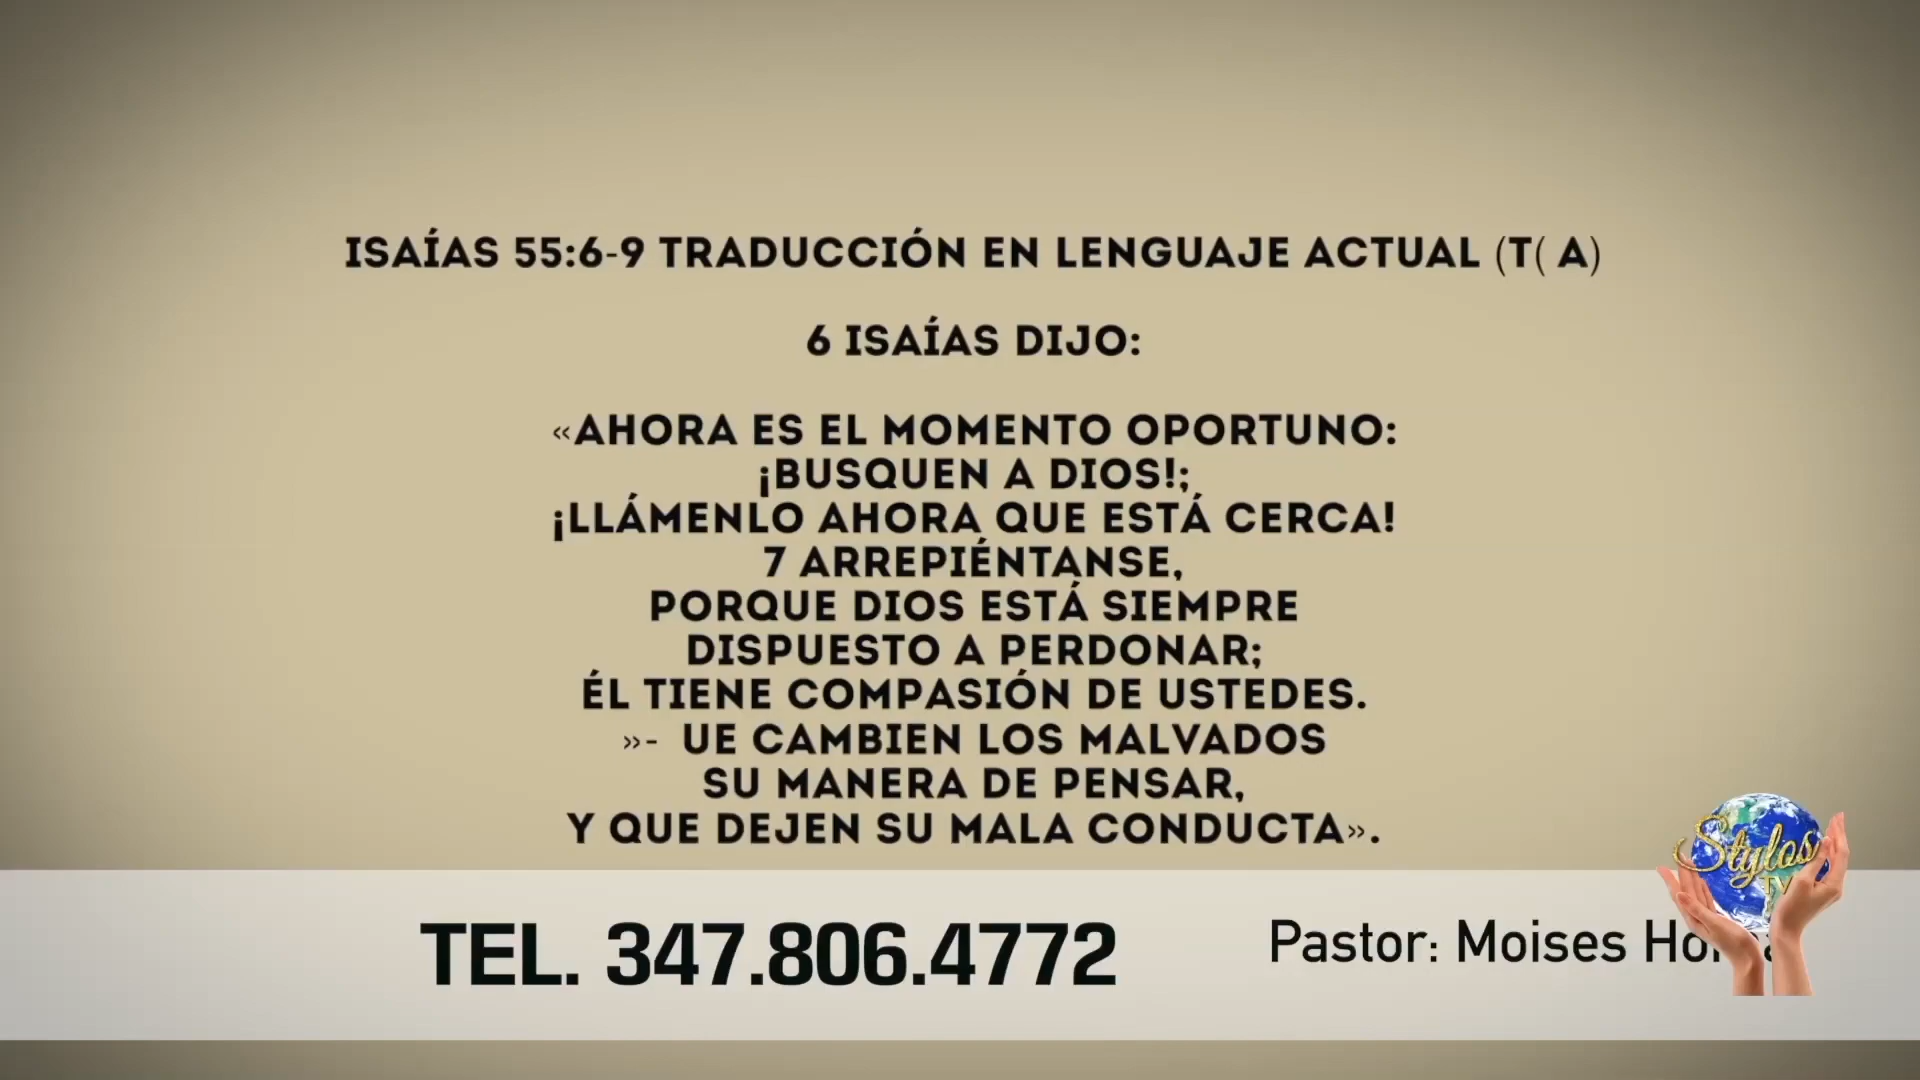 ISAÍAS 55:6-9 TRADUCCIÓN EN LENGUAJE ACTUAL (T( A)
6 ISAÍAS DIJO:
«AHORA ES EL MOMENTO OPORTUNO:
¡BUSQUEN A DIOS!;
¡LLÁMENLO AHORA QUE ESTÁ CERCA!
7 ARREPIÉNTANSE,
PORQUE DIOS ESTÁ SIEMPRE
DISPUESTO A PERDONAR;
ÉL TIENE COMPASIÓN DE USTEDES.
»- UE CAMBIEN LOS MALVADOS
SU MANERA DE PENSAR,
Y QUE DEJEN SU MALA CONDUCTA».
Stylos
TV
TEL. 347.806.4772
Pastor: Moises